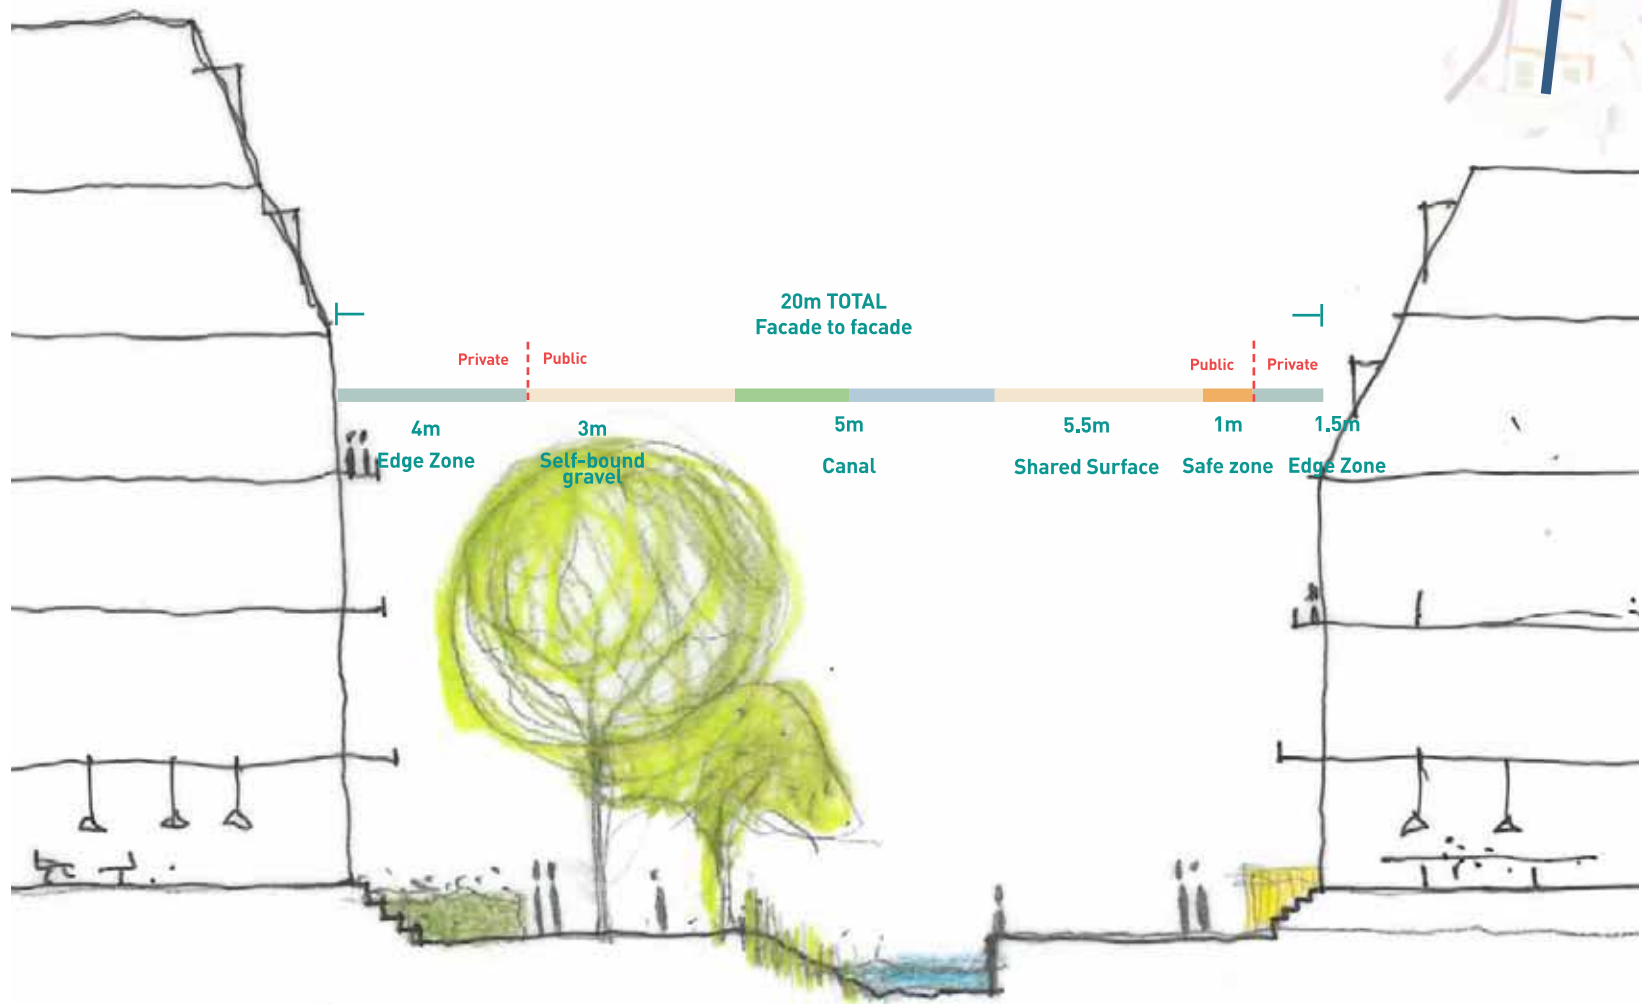 20m TOTAL
Facade to facade
Private
Public
Public
Private
4m
3m
5m
5.5m
1m
1.5m
Edge Zone
Self-bound
gravel
Canal
Shared Surface
Safe zone
Edge Zone